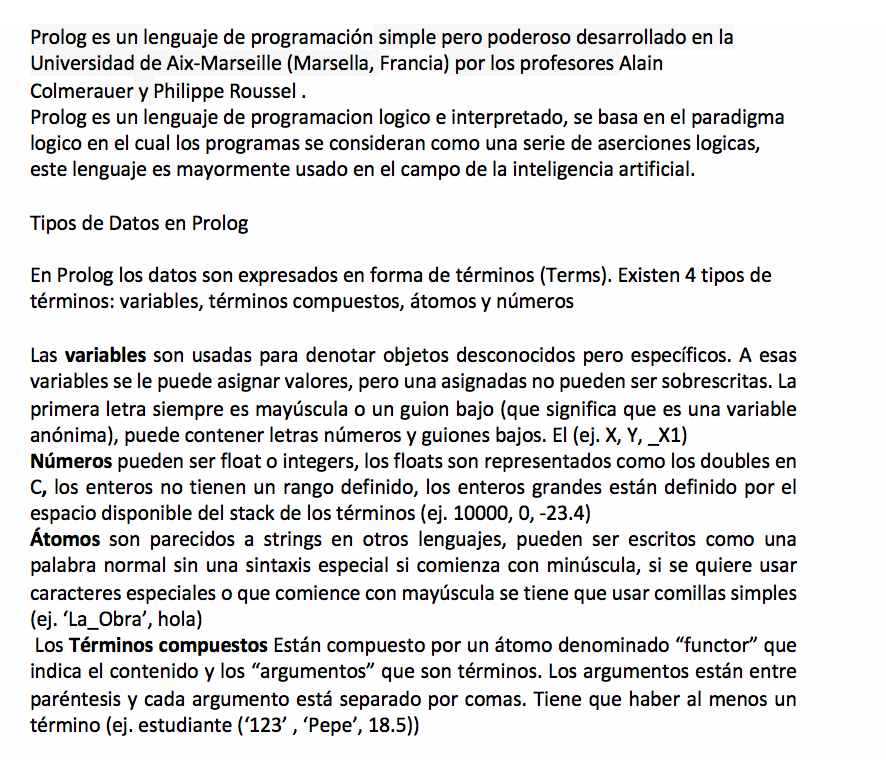 Prolog es un lenguaje de programación simple pero poderoso desarrollado en la
Universidad de Aix-Marseille (Marsella, Francia) por los profesores Alain
Colmerauer y Philippe Roussel .
Prolog es un lenguaje de programacion logico e interpretado, se basa en el paradigma
logico en el cual los programas se consideran como una serie de aserciones logicas,
este lenguaje es mayormente usado en el campo de la inteligencia artificial.

Tipos de Datos en Prolog

En Prolog los datos son expresados en forma de términos (Terms). Existen 4 tipos de
términos: variables, términos compuestos, átomos y números

Las variables son usadas para denotar objetos desconocidos pero específicos. A esas
variables se le puede asignar valores, pero una asignadas no pueden ser sobrescritas. La
primera letra siempre es mayúscula o un guion bajo (que significa que es una variable
anónima), puede contener letras números y guiones bajos. El (ej. X, Y, _X1)
Números pueden ser float o integers, los floats son representados como los doubles en
C, los enteros no tienen un rango definido, los enteros grandes están definido por el
espacio disponible del stack de los términos (ej. 10000, 0, -23.4)
Átomos son parecidos a strings en otros lenguajes, pueden ser escritos como una
palabra normal sin una sintaxis especial si comienza con minúscula, si se quiere usar
caracteres especiales o que comience con mayúscula se tiene que usar comillas simples
(ej. ‘La_Obra’, hola)
Los Términos compuestos Están compuesto por un átomo denominado “functor” que
indica el contenido y los “argumentos” que son términos. Los argumentos están entre
paréntesis y cada argumento está separado por comas. Tiene que haber al menos un
término (ej. estudiante (‘123’ , ‘Pepe’, 18.5))